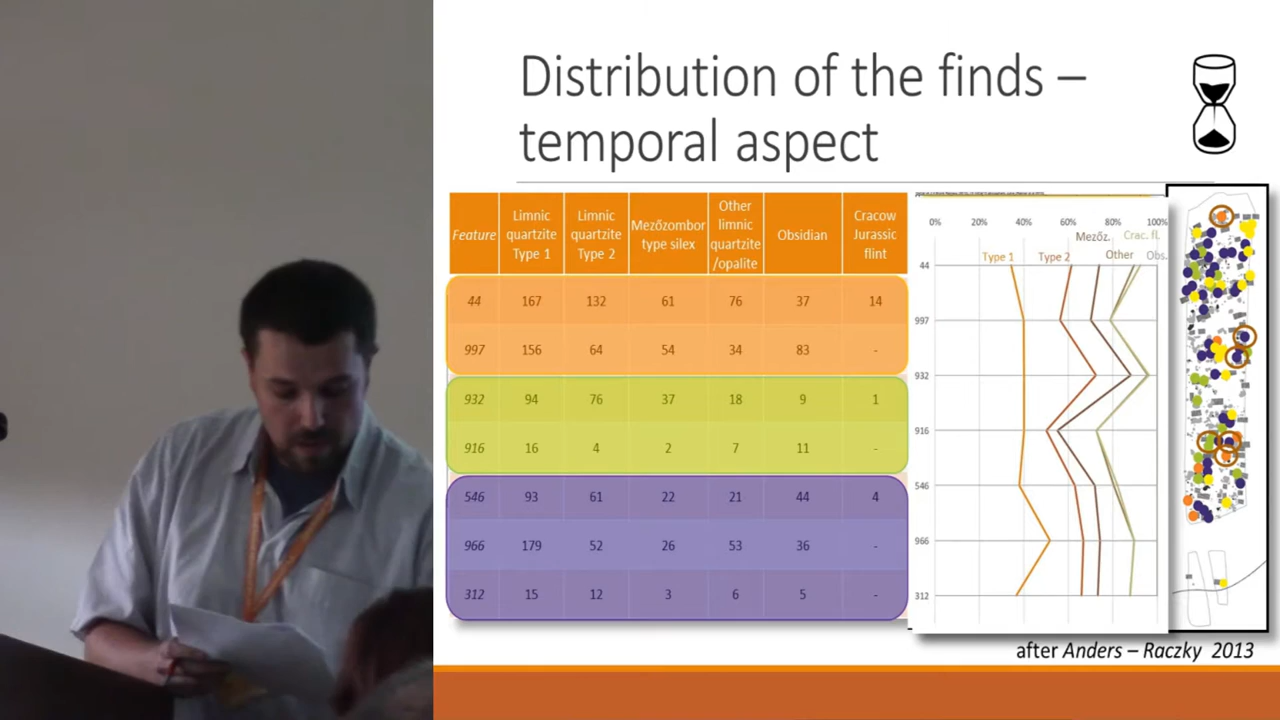 Distribution of the finds –
temporal aspect
Feature Limnic quartzite Type 1 Limnic quartzite Type 2 Mezőzombor type silex Other limnic quartzite /opalite Obsidian Cracow Jurassic flint
44 167 132 61 76 37 14
997 156 64 54 34 83 -
932 94 76 37 18 9 1
916 16 4 2 7 11 -
546 93 61 22 21 44 4
966 179 52 26 53 36 -
312 15 12 3 6 5 -
0% 20% 40% 60% 80% 100%
Mezőz. Crac. fl.
Type 1 Type 2 Other Obs.
44
997
932
916
546
966
312
after Anders – Raczky 2013